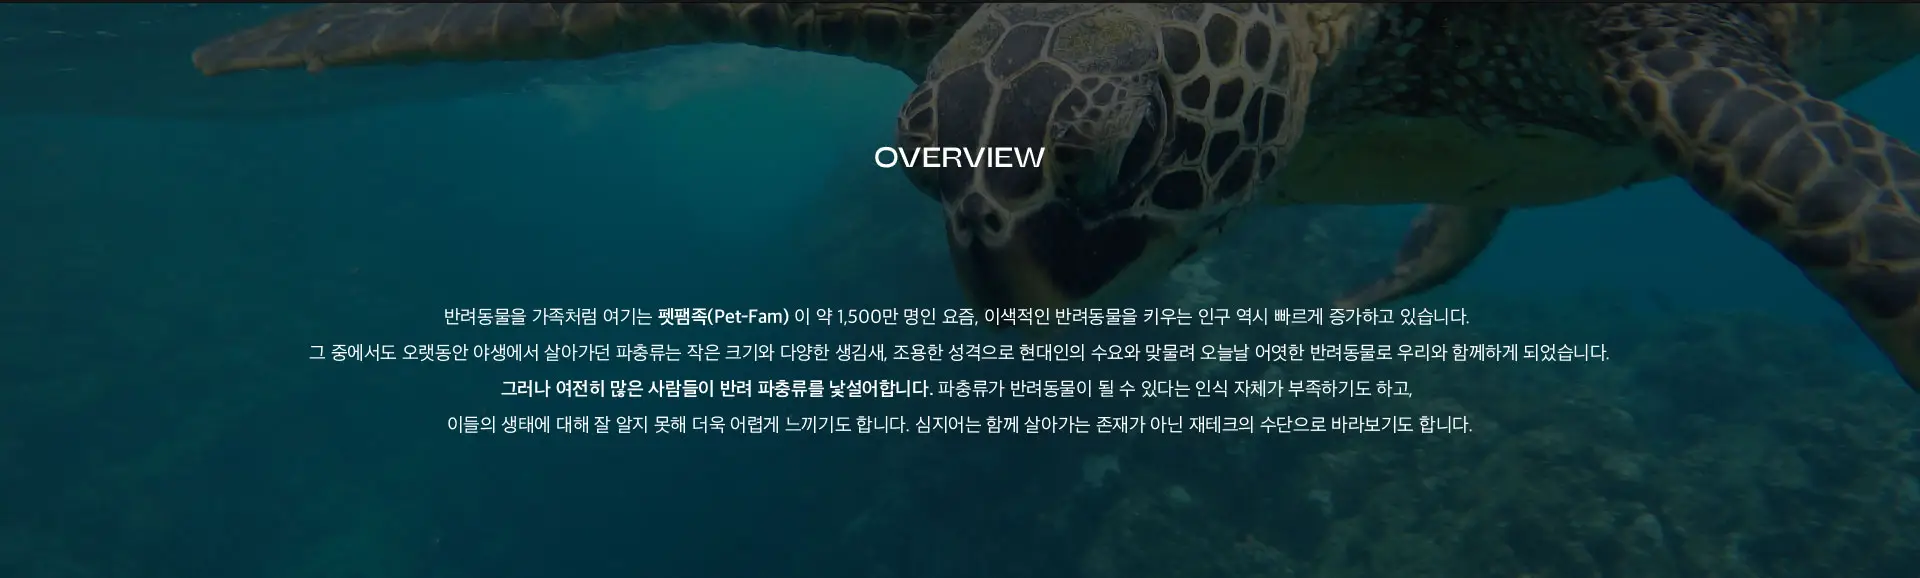 OVERVIEW
반려동물을 가족처럼 여기는 펫팸족(Pet-Fam) 이 약 1,500만 명인 요즘, 이색적인 반려동물을 키우는 인구 역시 빠르게 증가하고 있습니다.
그 중에서도 오랫동안 야생에서 살아가던 파충류는 작은 크기와 다양한 생김새, 조용한 성격으로 현대인의 수요와 맞물려 오늘날 어엿한 반려동물로 우리와 함께하게 되었습니다.
그러나 여전히 많은 사람들이 반려 파충류를 낯설어합니다. 파충류가 반려동물이 될 수 있다는 인식 자체가 부족하기도 하고,
이들의 생태에 대해 잘 알지 못해 더욱 어렵게 느끼기도 합니다. 심지어는 함께 살아가는 존재가 아닌 재테크의 수단으로 바라보기도 합니다.